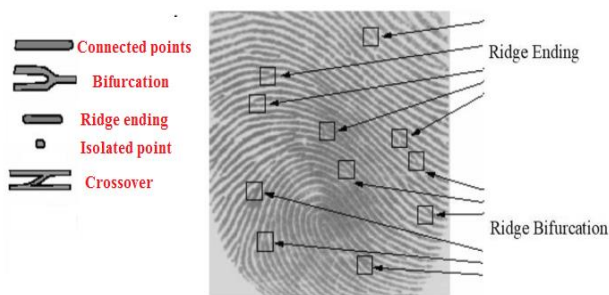 Connected points
Bifurcation
Ridge ending
Isolated point
Crossover
Ridge Ending
Ridge Bifurcation